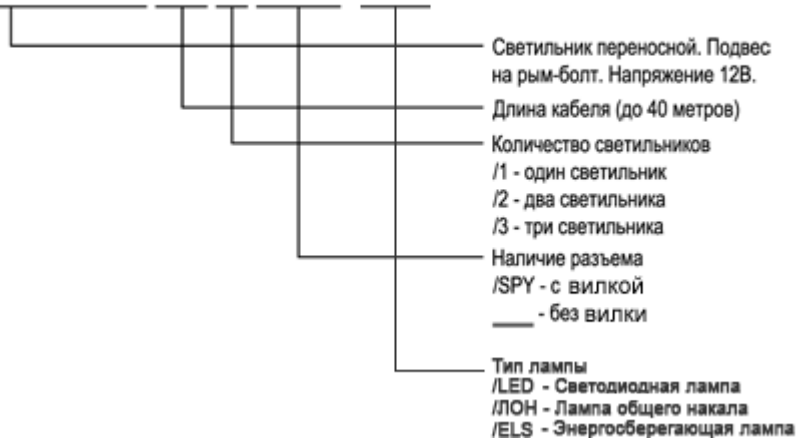 Светильник переносной. Подвес
на рым-болт. Напряжение 12В.
Длина кабеля (до 40 метров)
Количество светильников
/1 - один светильник
/2 - два светильника
/3 - три светильника
Наличие разъема
/SPY - с вилкой
____ - без вилки
Тип лампы
/LED - Светодиодная лампа
/ЛОН - Лампа общего накала
/ELS - Энергосберегающая лампа